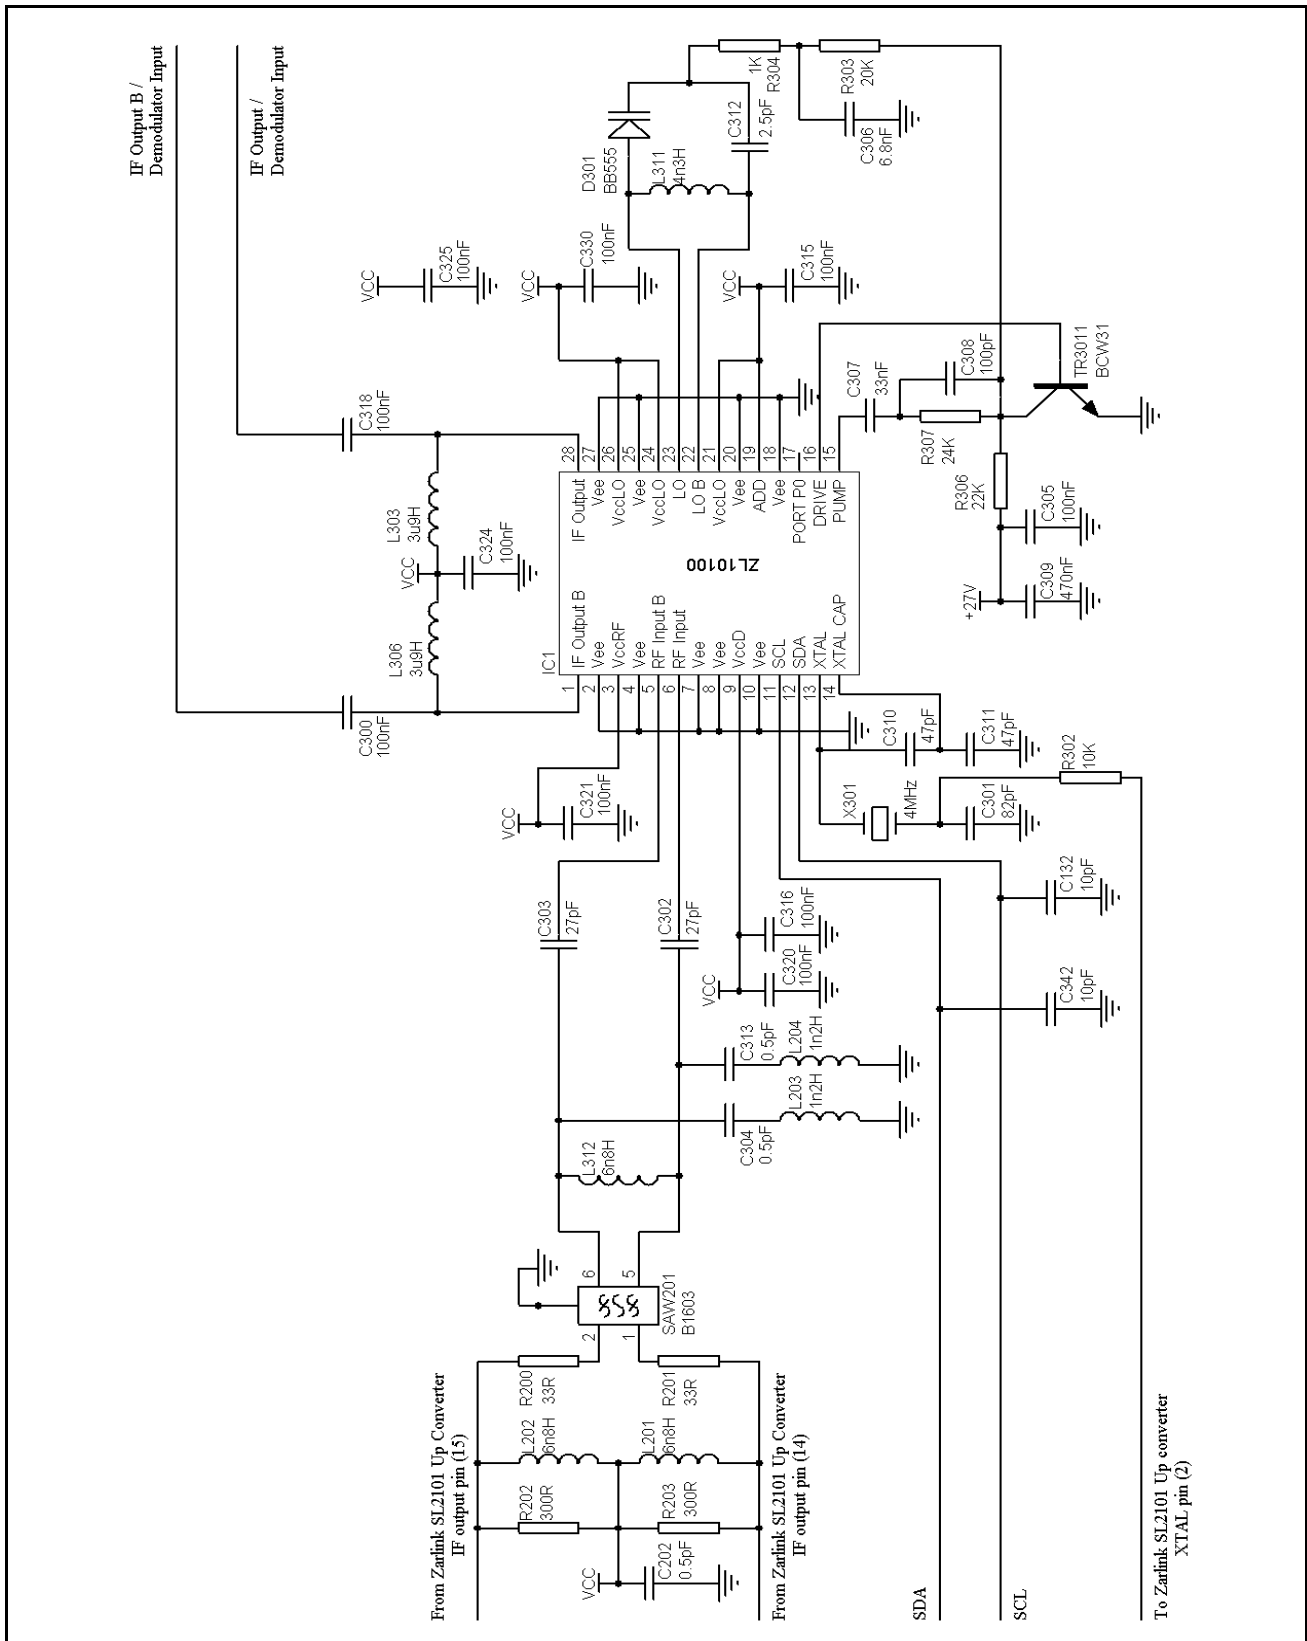 IF Output B /
Demodulator Input
IF Output /
Demodulator Input
1K
R304
R303
20K
C306
6.8nF
C312
2.5pF
D301
BB555
L311
4n3H
VCC
C325
100nF
VCC
C330
100nF
VCC
C315
100nF
C318
100nF
C300
100nF
L303
3u9H
L306
3u9H
VCC
C324
100nF
C307
33nF
C308
100pF
TR3011
BCW31
R307
24K
R306
22K
C305
100nF
+27V
C309
470nF
IC1
ZL10100
28 IF Output
27 Vee
26 VccLO
25 Vee
24 VccLO
23 LO
22 LO B
21 VccLO
20 Vee
19 ADD
18 Vee
17 PORT P0
16 DRIVE
15 PUMP
1 IF Output B
2 Vee
3 VccRF
4 Vee
5 RF Input B
6 RF Input
7 Vee
8 Vee
9 VccD
10 Vee
11 SCL
12 SDA
13 XTAL
14 XTAL CAP
VCC
C321
100nF
C310
47pF
C311
47pF
X301
4MHz
C301
82pF
R302
10K
C303
27pF
C302
27pF
C316
100nF
VCC
C320
100nF
C132
10pF
C342
10pF
C313
0.5pF
L204
1n2H
C304
0.5pF
L203
1n2H
L312
6n8H
6
5
SAW201
B1603
2
1
R200
33R
R201
33R
L202
6n8H
L201
6n8H
R202
300R
R203
300R
VCC
C202
0.5pF
From Zarlink SL2101 Up Converter
IF output pin (15)
From Zarlink SL2101 Up Converter
IF output pin (14)
SDA
SCL
To Zarlink SL2101 Up converter
XTAL pin (2)